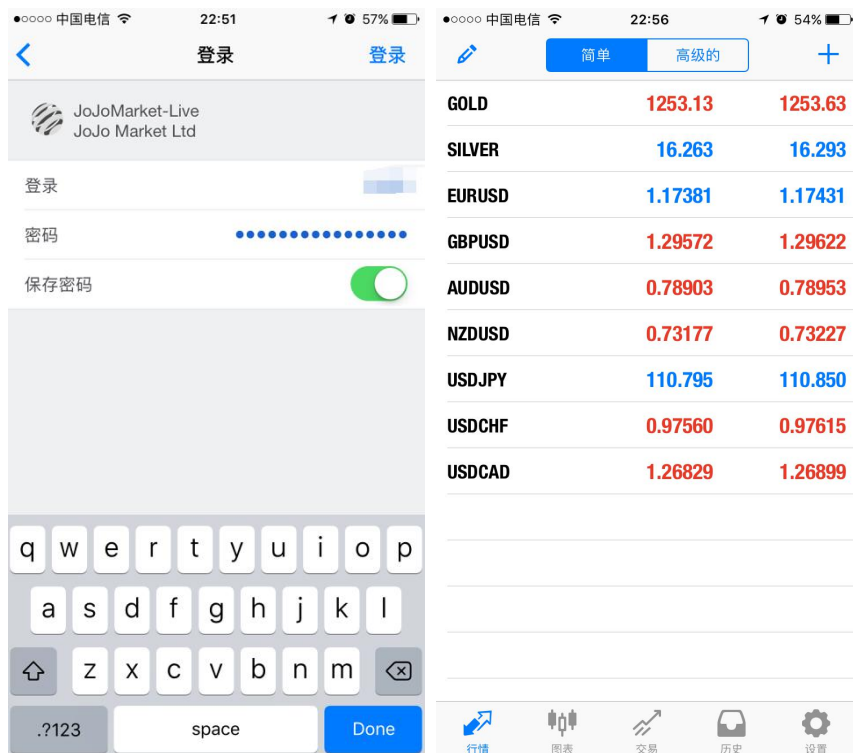 中国电信 22:51 57%
登录 登录
JoJoMarket-Live
JoJo Market Ltd
登录
密码
保存密码
q w e r t y u i o p
a s d f g h j k l
z x c v b n m
.?123 space Done
中国电信 22:56 54%
简单 高级的
GOLD 1253.13 1253.63
SILVER 16.263 16.293
EURUSD 1.17381 1.17431
GBPUSD 1.29572 1.29622
AUDUSD 0.78903 0.78953
NZDUSD 0.73177 0.73227
USDJPY 110.795 110.850
USDCHF 0.97560 0.97615
USDCAD 1.26829 1.26899
行情 图表 交易 历史 设置